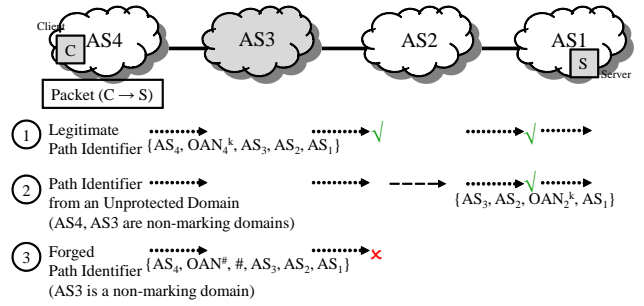 Client
C
AS4
AS3
AS2
AS1
S
Server
Packet (C → S)
1 Legitimate
Path Identifier {AS₄, OAN₄ᵏ, AS₃, AS₂, AS₁}
√
√
2 Path Identifier
from an Unprotected Domain
(AS4, AS3 are non-marking domains)
√
{AS₃, AS₂, OAN₂ᵏ, AS₁}
3 Forged
Path Identifier {AS₄, OAN^#, #, AS₃, AS₂, AS₁}
×
(AS3 is a non-marking domain)